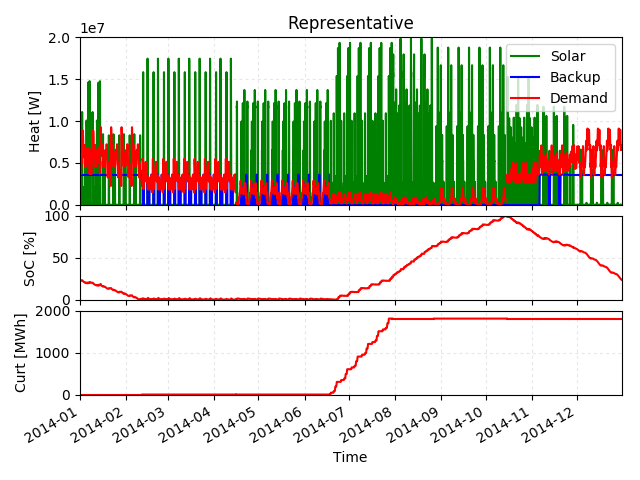 Representative
1e7
Heat [W]
2.0
1.5
1.0
0.5
0.0
Solar
Backup
Demand
SoC [%]
100
50
0
Curt [MWh]
2000
1000
0
2014-01
2014-02
2014-03
2014-04
2014-05
2014-06
2014-07
2014-08
2014-09
2014-10
2014-11
2014-12
Time